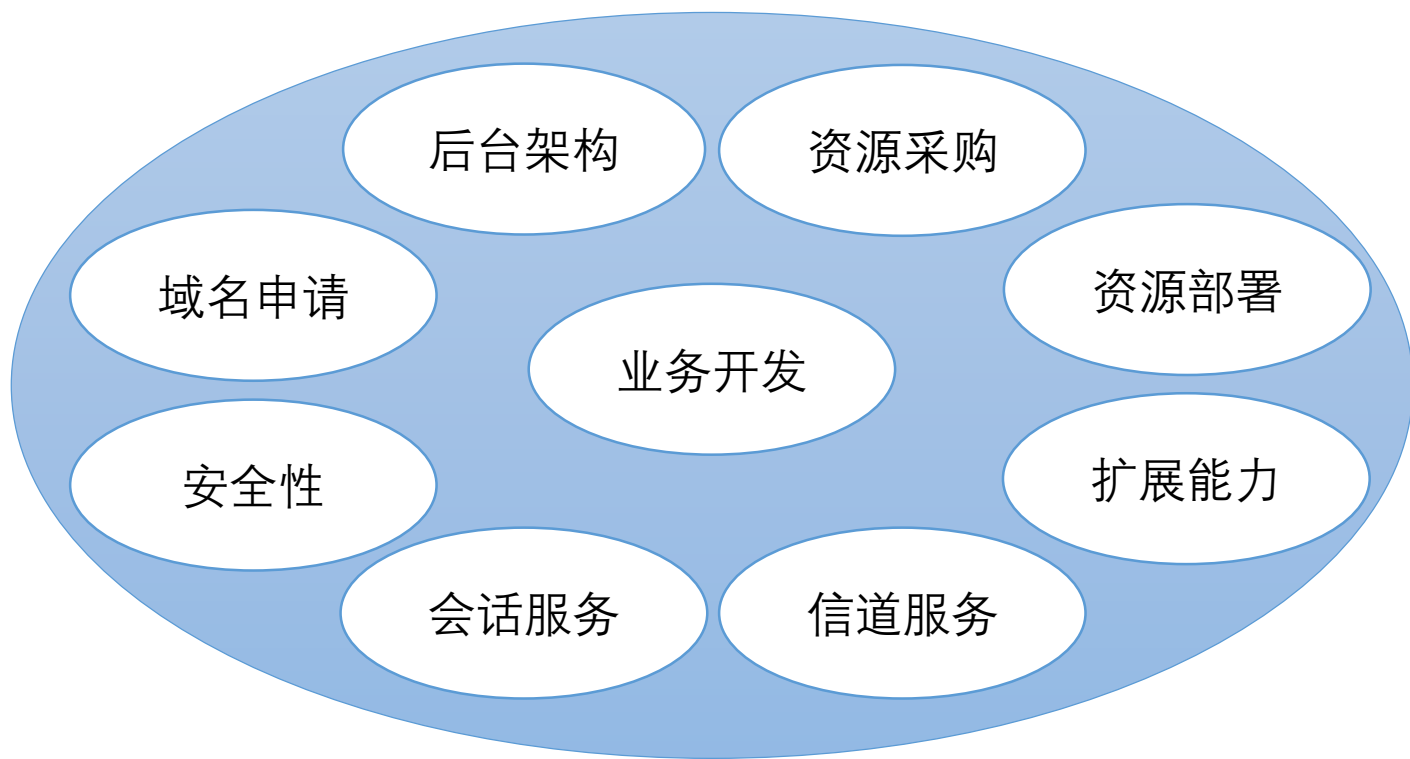 后台架构
资源采购
域名申请
资源部署
业务开发
安全性
扩展能力
会话服务
信道服务